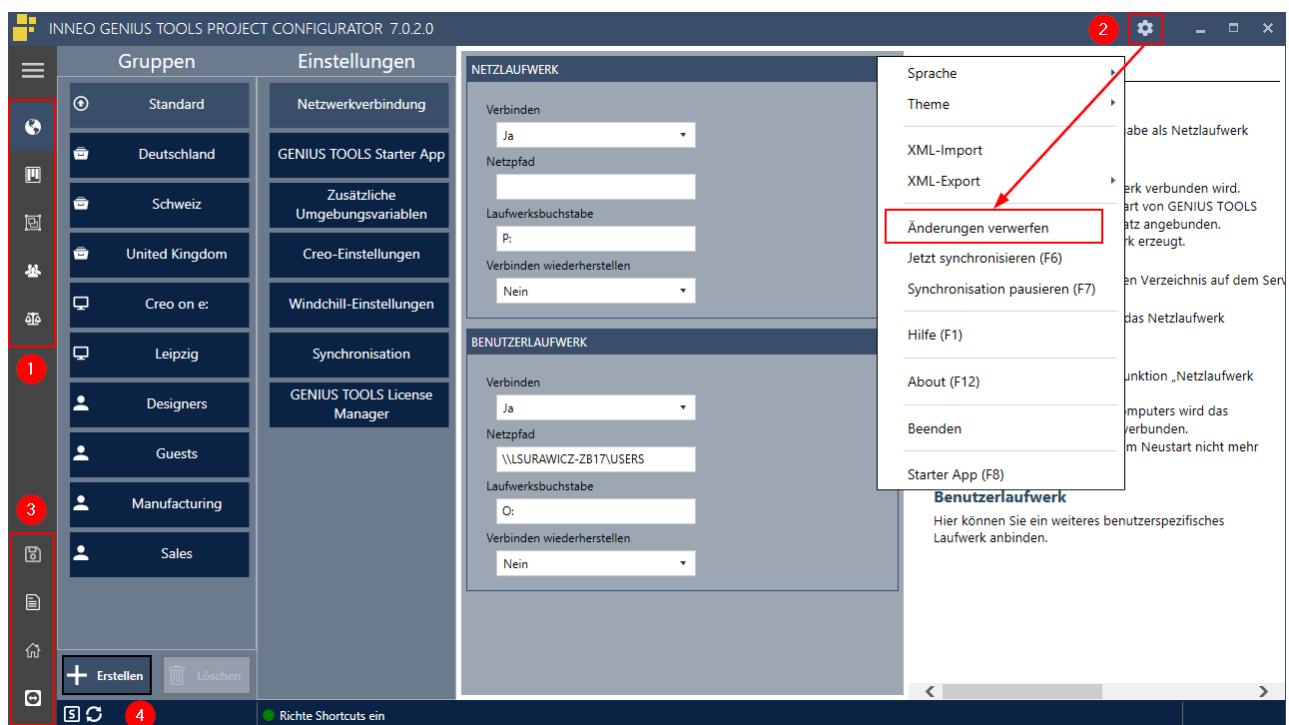 INNEO GENIUS TOOLS PROJECT CONFIGURATOR 7.0.2.0
2
Gruppen
Standard
Deutschland
Schweiz
United Kingdom
Creo on e:
Leipzig
Designers
Guests
Manufacturing
Sales
Erstellen
Löschen
1
3
4
Einstellungen
Netzwerkverbindung
GENIUS TOOLS Starter App
Zusätzliche
Umgebungsvariablen
Creo-Einstellungen
Windchill-Einstellungen
Synchronisation
GENIUS TOOLS License
Manager
NETZLAUFWERK
Verbinden
Ja
Netzpfad
Laufwerksbuchstabe
P:
Verbinden wiederherstellen
Nein
BENUTZERLAUFWERK
Verbinden
Ja
Netzpfad
\\LSURAWICZ-ZB17\USERS
Laufwerksbuchstabe
O:
Verbinden wiederherstellen
Nein
Sprache
Theme
XML-Import
XML-Export
Änderungen verwerfen
Jetzt synchronisieren (F6)
Synchronisation pausieren (F7)
Hilfe (F1)
About (F12)
Beenden
Starter App (F8)
abe als Netzlaufwerk
erk verbunden wird.
art von GENIUS TOOLS
atz angebunden.
rk erzeugt.
en Verzeichnis auf dem Serv
das Netzlaufwerk
unktion „Netzlaufwerk
omputers wird das
verbunden.
m Neustart nicht mehr
Benutzerlaufwerk
Hier können Sie ein weiteres benutzerspezifisches
Laufwerk anbinden.
S
Richte Shortcuts ein